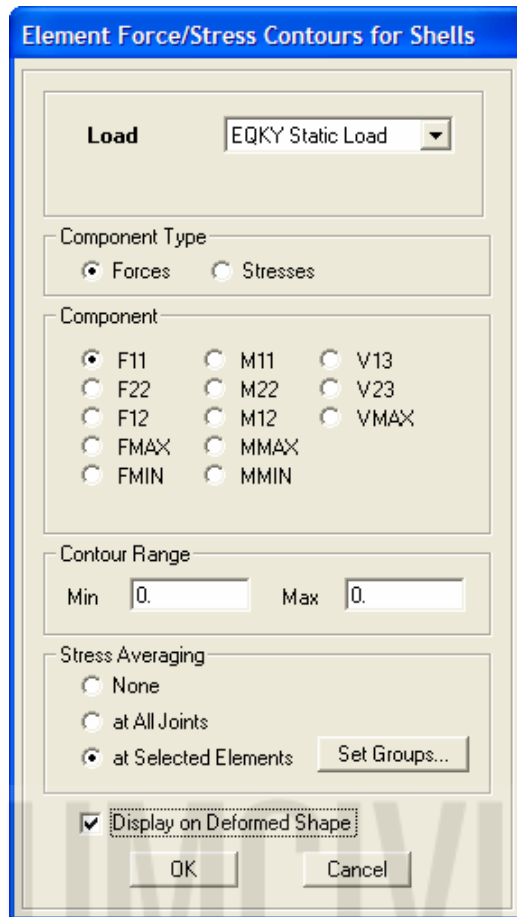 Element Force/Stress Contours for Shells
Load EQKY Static Load
Component Type
Forces Stresses
Component
F11 M11 V13
F22 M22 V23
F12 M12 VMAX
FMAX MMAX
FMIN MMIN
Contour Range
Min 0. Max 0.
Stress Averaging
None
at All Joints
at Selected Elements Set Groups...
Display on Deformed Shape
OK Cancel